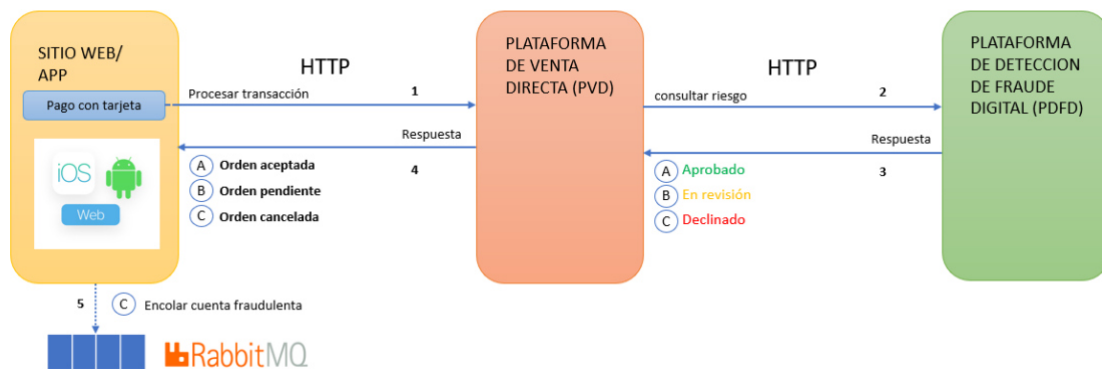 SITIO WEB/
APP
Pago con tarjeta
iOS
Web
HTTP
Procesar transacción
1
Respuesta
4
A Orden aceptada
B Orden pendiente
C Orden cancelada
PLATAFORMA
DE VENTA
DIRECTA (PVD)
HTTP
consultar riesgo
2
Respuesta
3
A Aprobado
B En revisión
C Declinado
PLATAFORMA
DE DETECCION
DE FRAUDE
DIGITAL (PDFD)
5
C Encolar cuenta fraudulenta
RabbitMQ